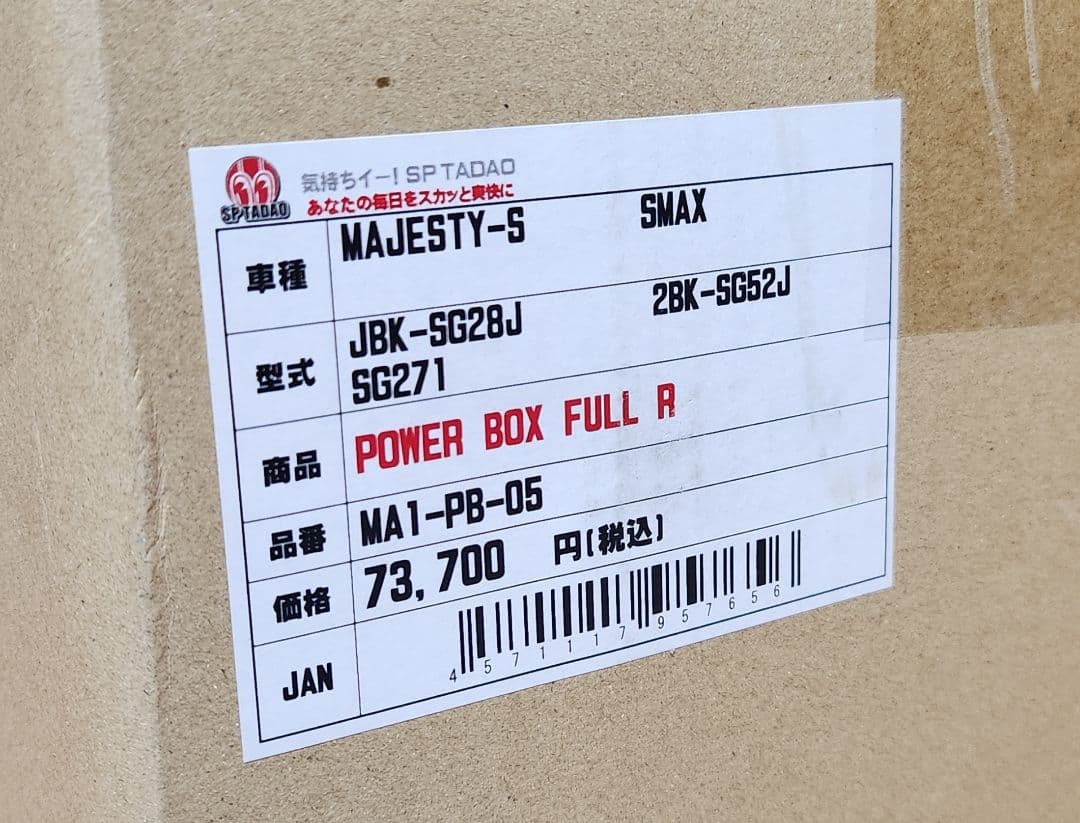 SP TADAO
気持ちイー! SP TADAO
あなたの毎日をスカッと爽快に
車種 MAJESTY-S SMAX
型式 JBK-SG28J 2BK-SG52J
SG271
商品 POWER BOX FULL R
品番 MA1-PB-05
価格 73,700 円[税込]
JAN 4571117957656